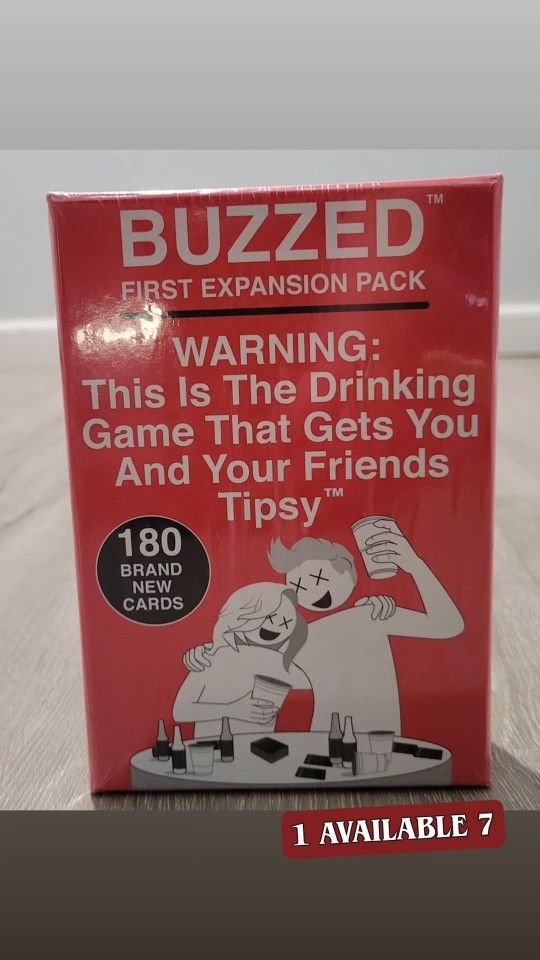 BUZZED™
FIRST EXPANSION PACK
WARNING:
This Is The Drinking
Game That Gets You
And Your Friends
Tipsy™
180
BRAND
NEW
CARDS
1 AVAILABLE 7